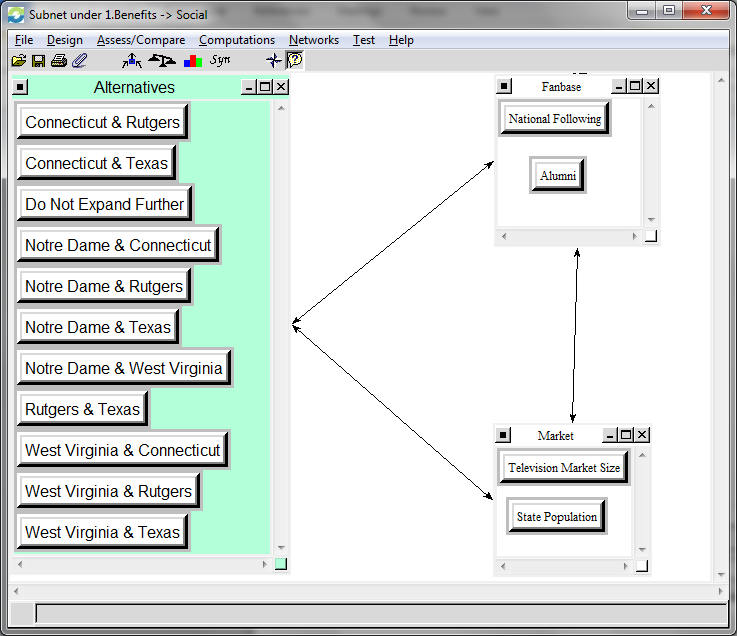 Subnet under 1.Benefits -> Social
File Design Assess/Compare Computations Networks Test Help
Syn
Alternatives
Connecticut & Rutgers
Connecticut & Texas
Do Not Expand Further
Notre Dame & Connecticut
Notre Dame & Rutgers
Notre Dame & Texas
Notre Dame & West Virginia
Rutgers & Texas
West Virginia & Connecticut
West Virginia & Rutgers
West Virginia & Texas
Fanbase
National Following
Alumni
Market
Television Market Size
State Population